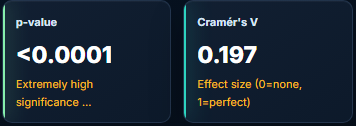 p-value
<0.0001
Extremely high
significance ...
Cramér's V
0.197
Effect size (0=none,
1=perfect)